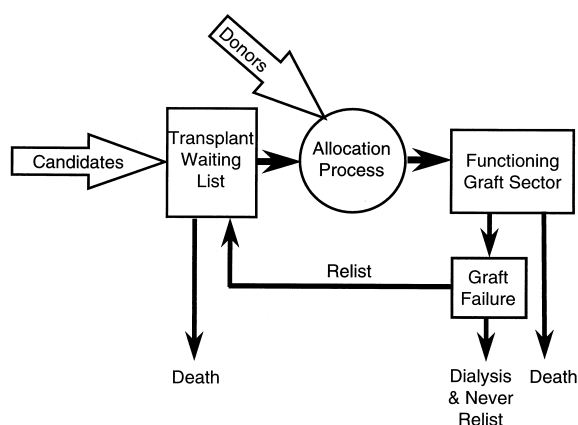 Donors
Candidates
Transplant
Waiting
List
Allocation
Process
Functioning
Graft Sector
Relist
Graft
Failure
Death
Dialysis
& Never
Relist
Death